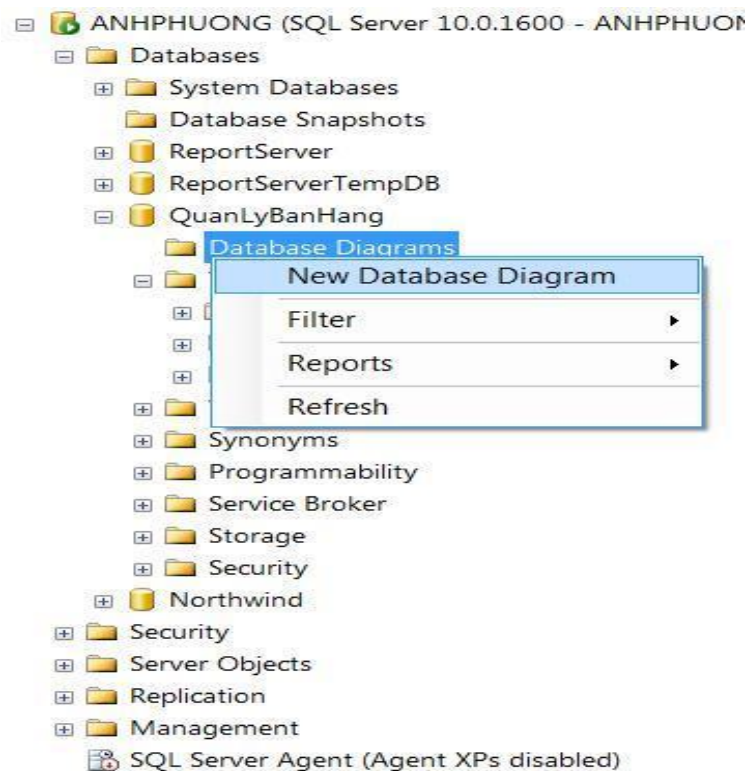 ANHPHUONG (SQL Server 10.0.1600 -
Databases
System Databases
Database Snapshots
ReportServer
ReportServerTempDB
QuanLyBanHang
Database Diagrams
New Database Diagram
Filter
Reports
Refresh
Synonyms
Programmability
Service Broker
Storage
Security
Northwind
Security
Server Objects
Replication
Management
SQL Server Agent (Agent XPs disabled)